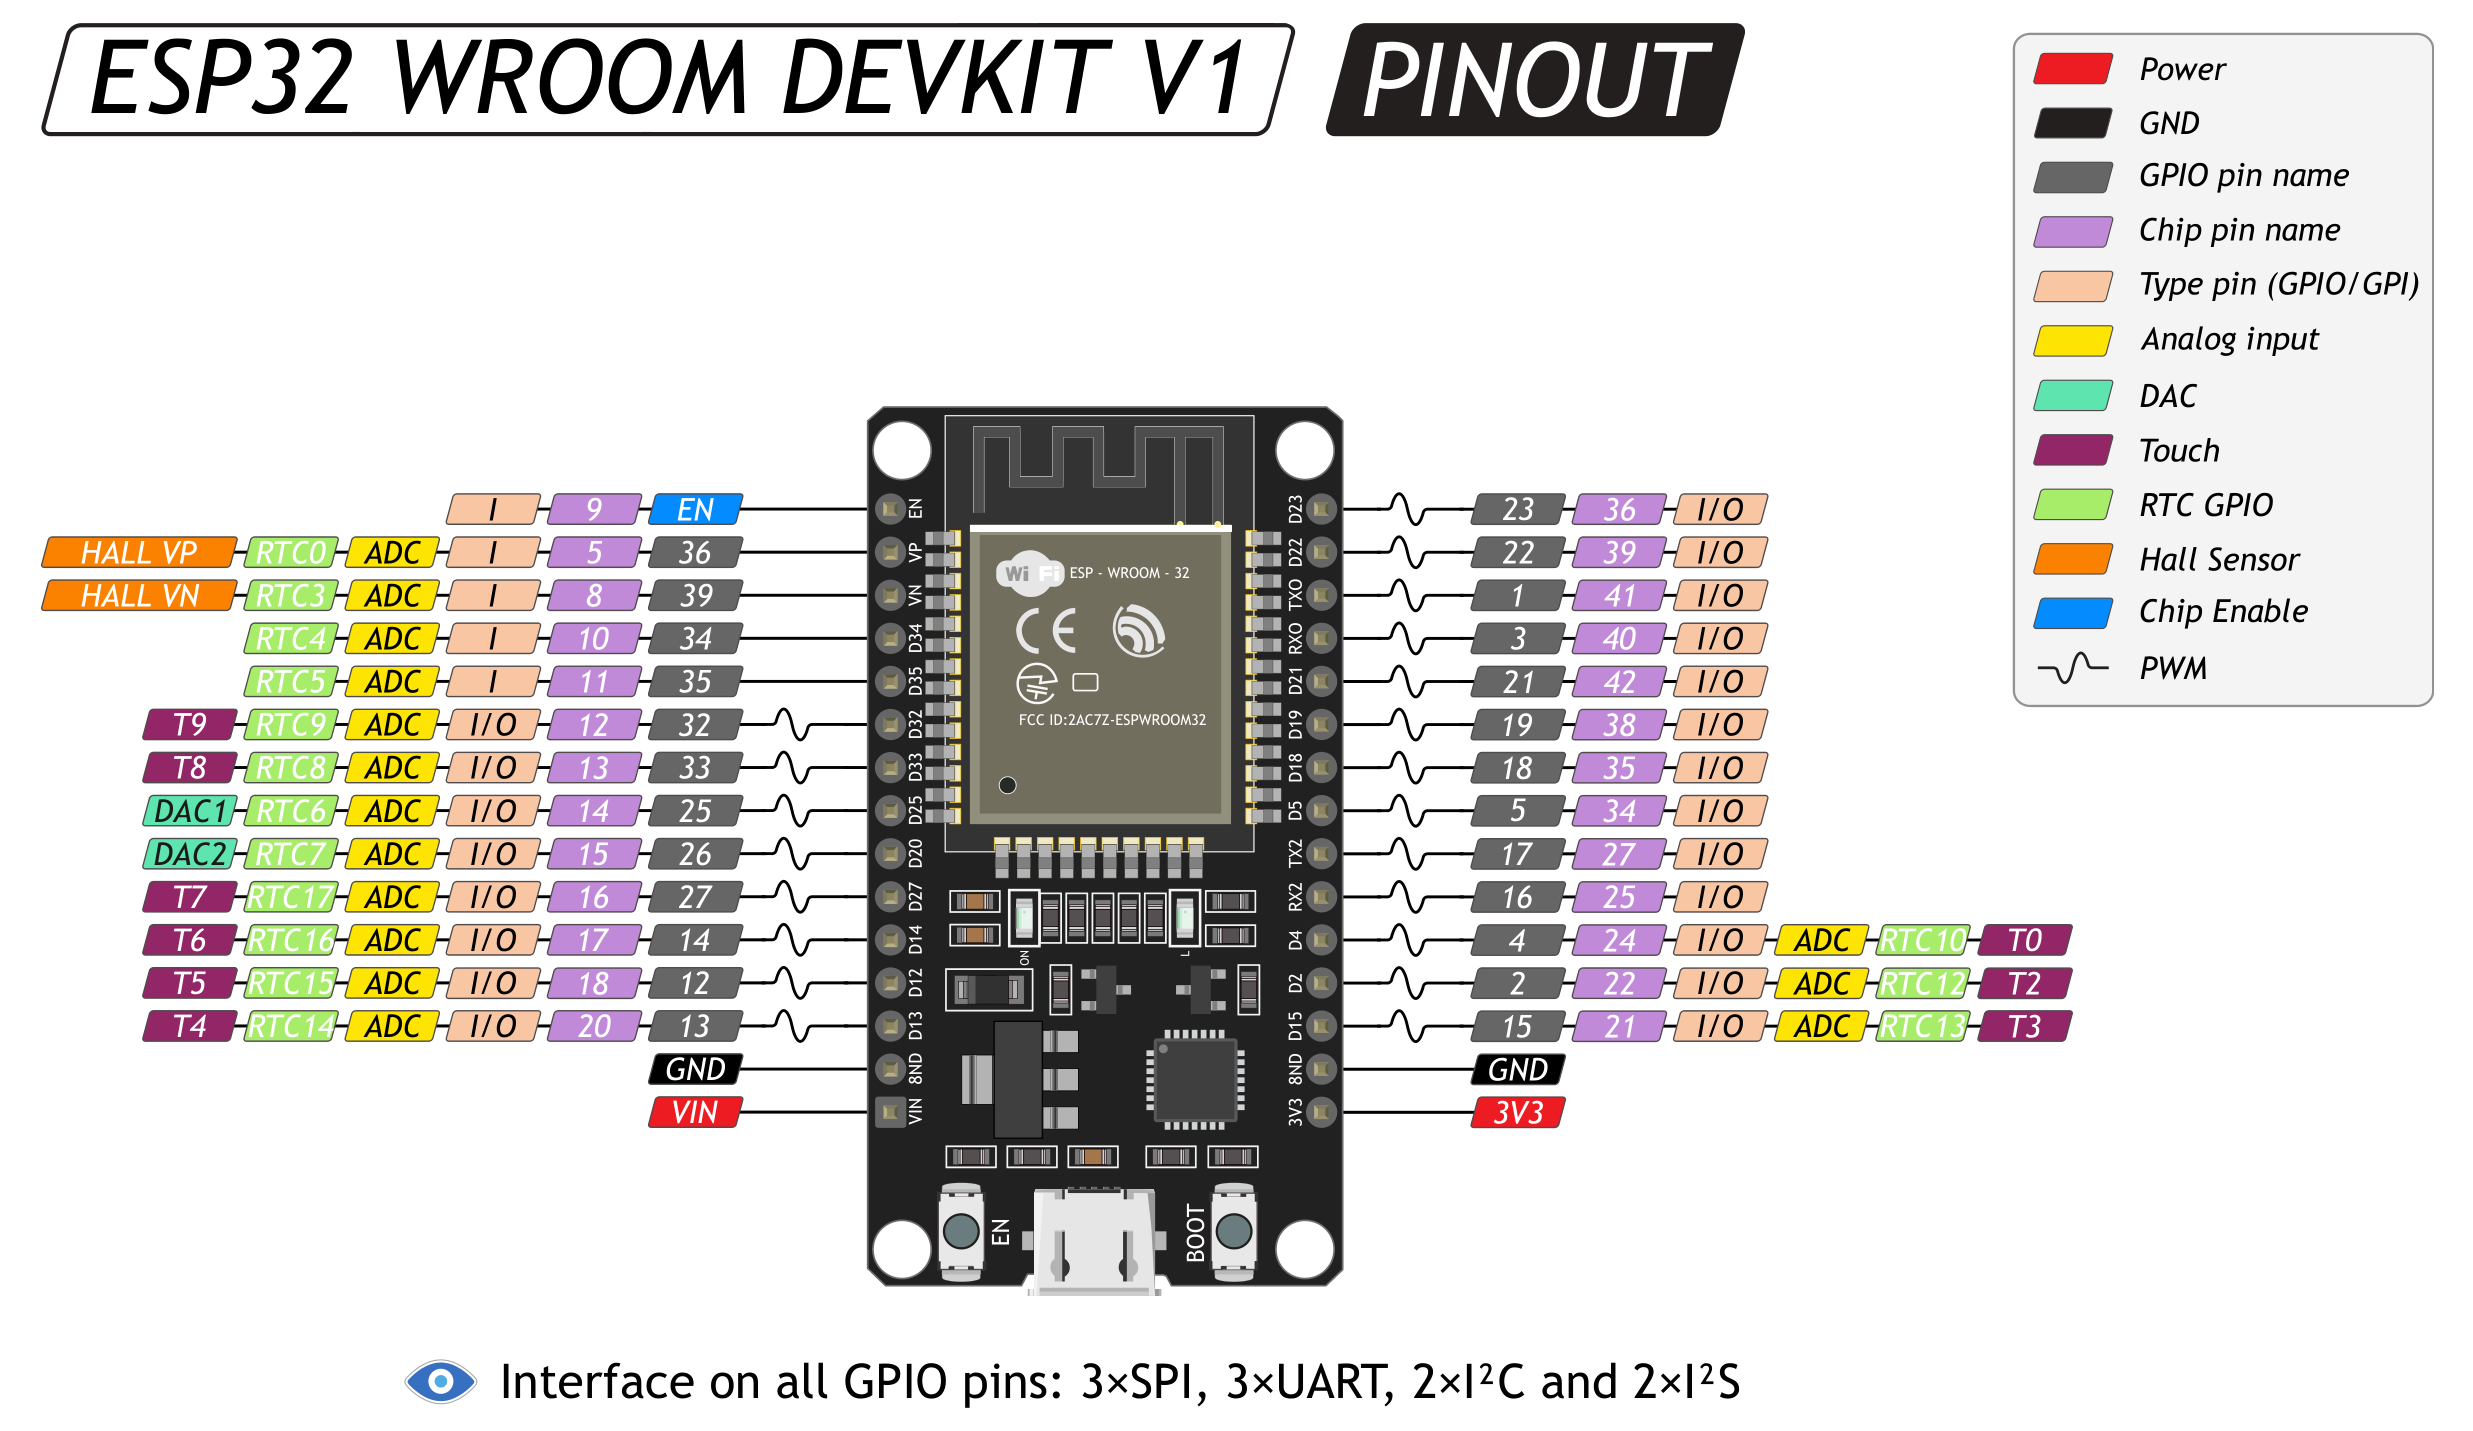 ESP32 WROOM DEVKIT V1 PINOUT
Power
GND
GPIO pin name
Chip pin name
Type pin (GPIO/GPI)
Analog input
DAC
Touch
RTC GPIO
Hall Sensor
Chip Enable
PWM
I 9 EN EN D23 23 36 I/O
HALL VP RTC0 ADC I 5 36 VP D22 22 39 I/O
HALL VN RTC3 ADC I 8 39 VN TXO 1 41 I/O
RTC4 ADC I 10 34 D34 RXO 3 40 I/O
RTC5 ADC I 11 35 D35 D21 21 42 I/O
T9 RTC9 ADC I/O 12 32 D32 D19 19 38 I/O
T8 RTC8 ADC I/O 13 33 D33 D18 18 35 I/O
DAC1 RTC6 ADC I/O 14 25 D25 D5 5 34 I/O
DAC2 RTC7 ADC I/O 15 26 D20 TX2 17 27 I/O
T7 RTC17 ADC I/O 16 27 D27 RX2 16 25 I/O
T6 RTC16 ADC I/O 17 14 D14 D4 4 24 I/O ADC RTC10 T0
T5 RTC15 ADC I/O 18 12 D12 D2 2 22 I/O ADC RTC12 T2
T4 RTC14 ADC I/O 20 13 D13 D15 15 21 I/O ADC RTC13 T3
GND 8ND 8ND GND
VIN VIN 3V3 3V3
Wi Fi ESP - WROOM - 32
CE
FCC ID:2AC7Z-ESPWROOM32
ON L
EN BOOT
Interface on all GPIO pins: 3×SPI, 3×UART, 2×I²C and 2×I²S